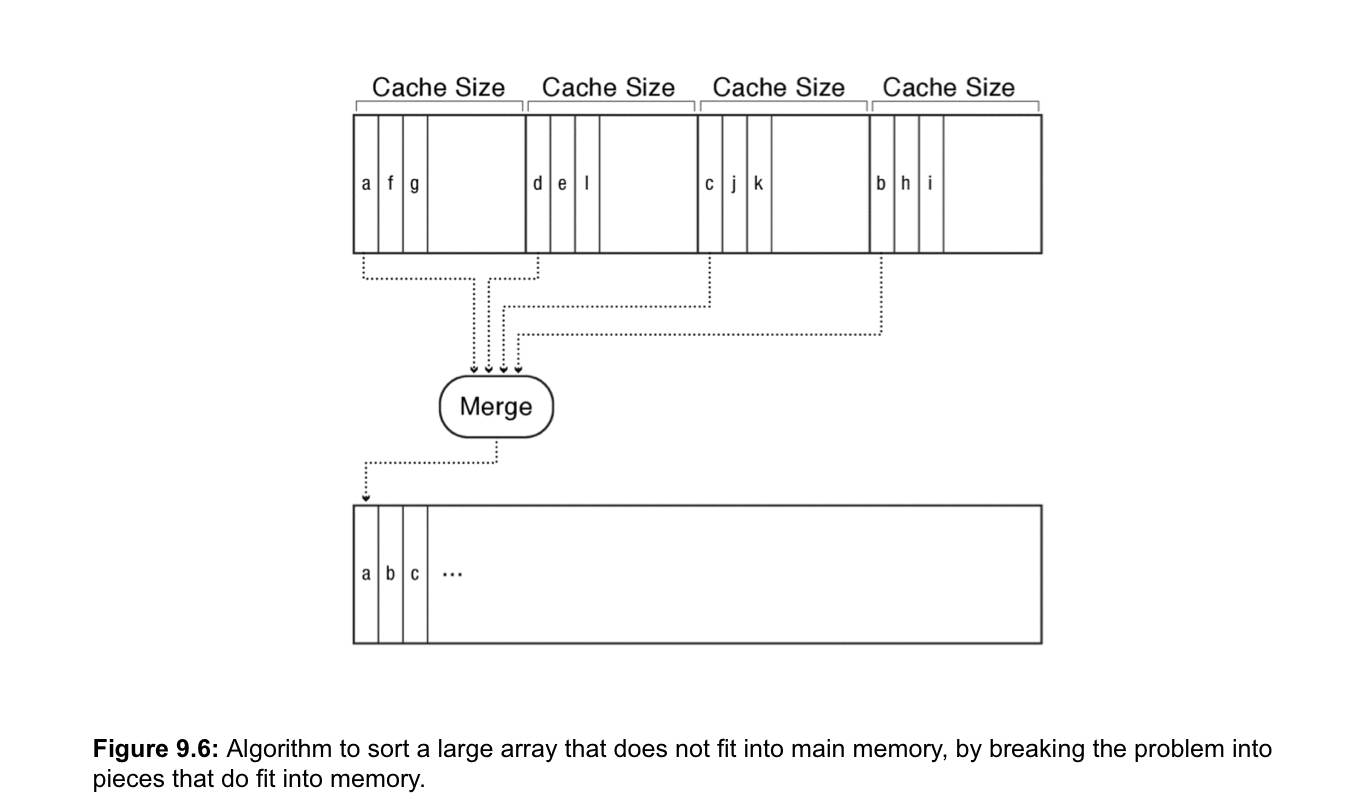 Cache Size Cache Size Cache Size Cache Size
a f g d e l c j k b h i
Merge
a b c ...
Figure 9.6: Algorithm to sort a large array that does not fit into main memory, by breaking the problem into
pieces that do fit into memory.